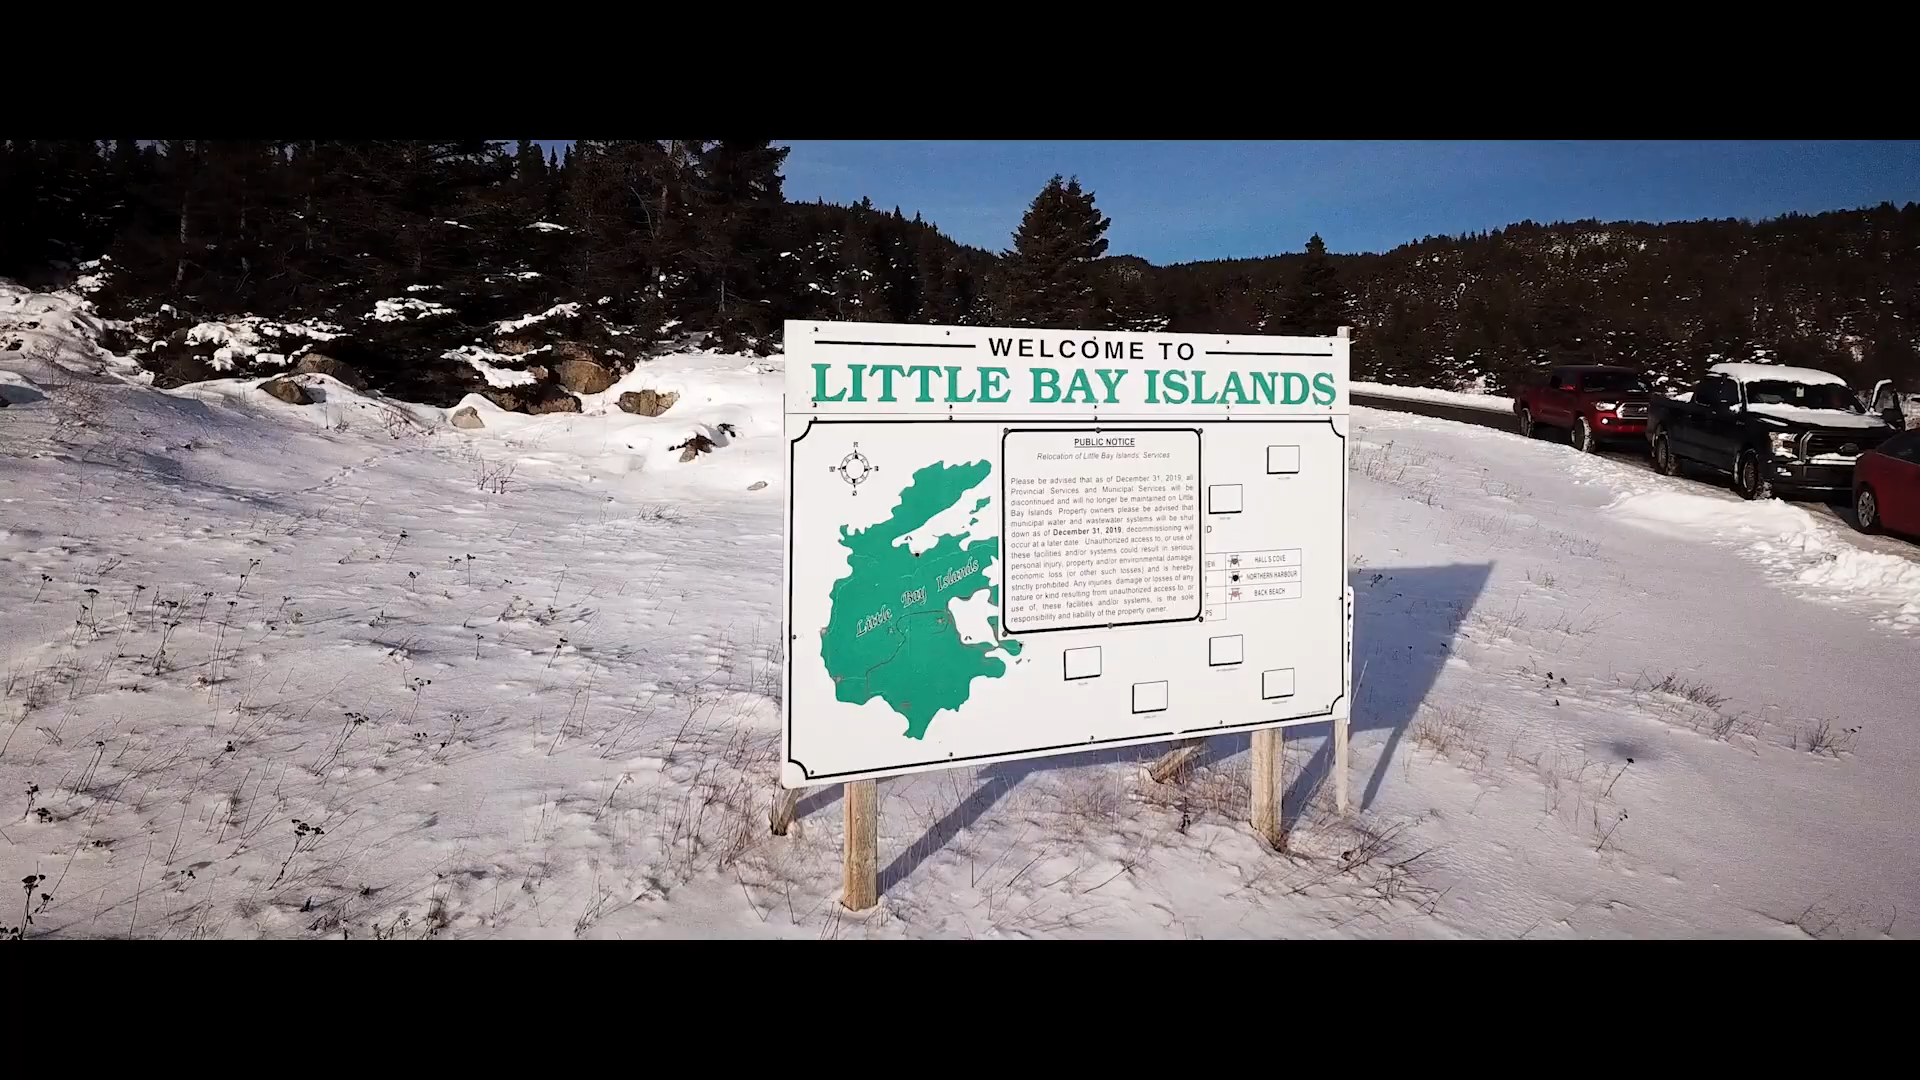 WELCOME TO
LITTLE BAY ISLANDS
N
W E
S
Little Bay Islands
PUBLIC NOTICE
Relocation of Little Bay Islands: Services
Please be advised that as of December 31, 2019, all
Provincial Services and Municipal Services will be
discontinued and will no longer be maintained on Little
Bay Islands. Property owners please be advised that
municipal water and wastewater systems will be shut
down as of December 31, 2019, decommissioning will
occur at a later date. Unauthorized access to, or use of
these facilities and/or systems could result in serious
personal injury, property and/or environmental damage,
economic loss (or other such losses) and is hereby
strictly prohibited. Any injuries, damage or losses of any
nature or kind resulting from unauthorized access to, or
use of, these facilities and/or systems, is the sole
responsibility and liability of the property owner.
HALL'S COVE
NORTHERN HARBOUR
BACK BEACH